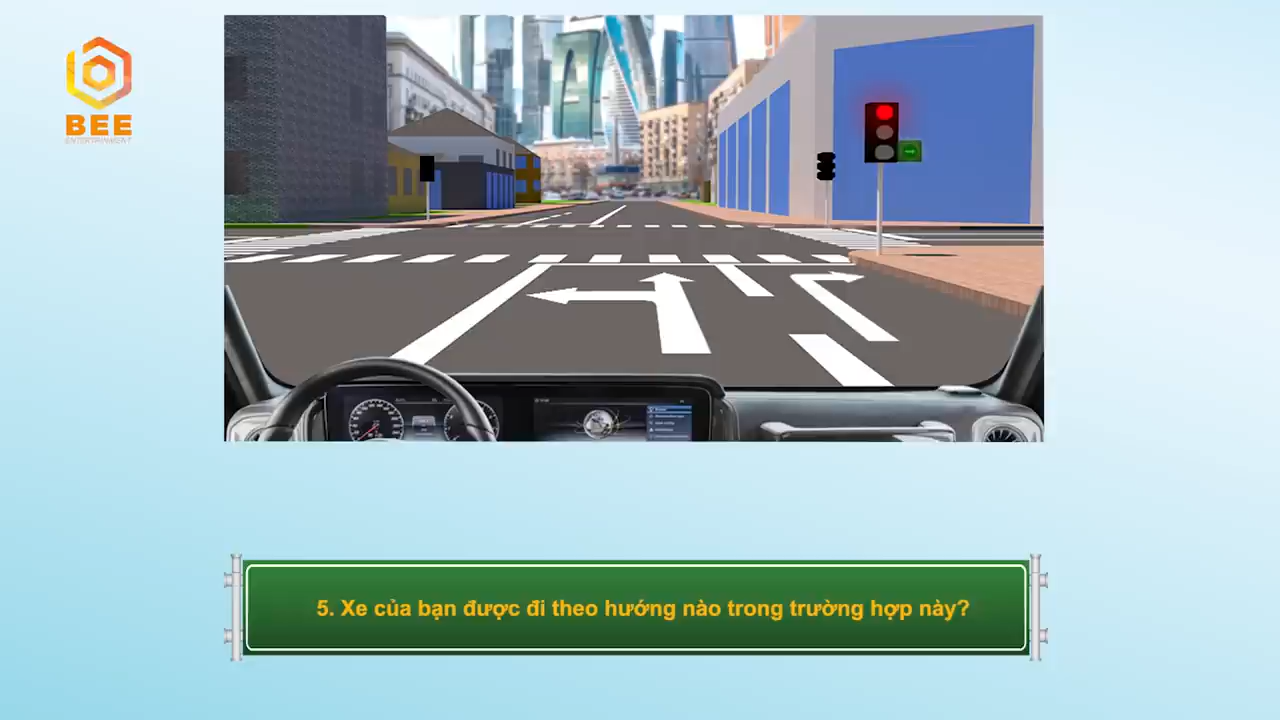 BEE
ENTERTAINMENT
5. Xe của bạn được đi theo hướng nào trong trường hợp này?